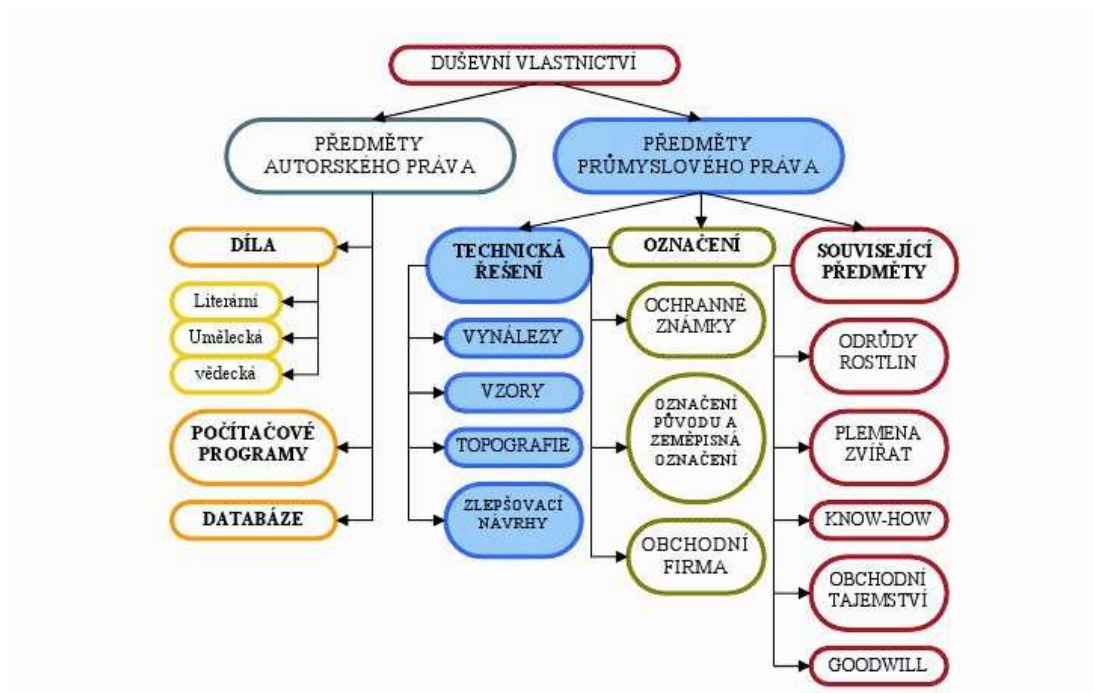 DUŠEVNÍ VLASTNICTVÍ
PŘEDMĚTY
AUTORSKÉHO PRÁVA
PŘEDMĚTY
PRŮMYSLOVÉHO PRÁVA
DÍLA
Literární
Umělecká
vědecká
POČÍTAČOVÉ
PROGRAMY
DATABÁZE
TECHNICKÁ
ŘEŠENÍ
VYNÁLEZY
VZORY
TOPOGRAFIE
ZLEPŠOVACÍ
NÁVRHY
OZNAČENÍ
OCHRANNÉ
ZNÁMKY
OZNAČENÍ
PŮVODU A
ZEMĚPISNÁ
OZNAČENÍ
OBCHODNÍ
FIRMA
SOUVISEJÍCÍ
PŘEDMĚTY
ODRŮDY
ROSTLIN
PLEMENA
ZVÍŘAT
KNOW-HOW
OBCHODNÍ
TAJEMSTVÍ
GOODWILL